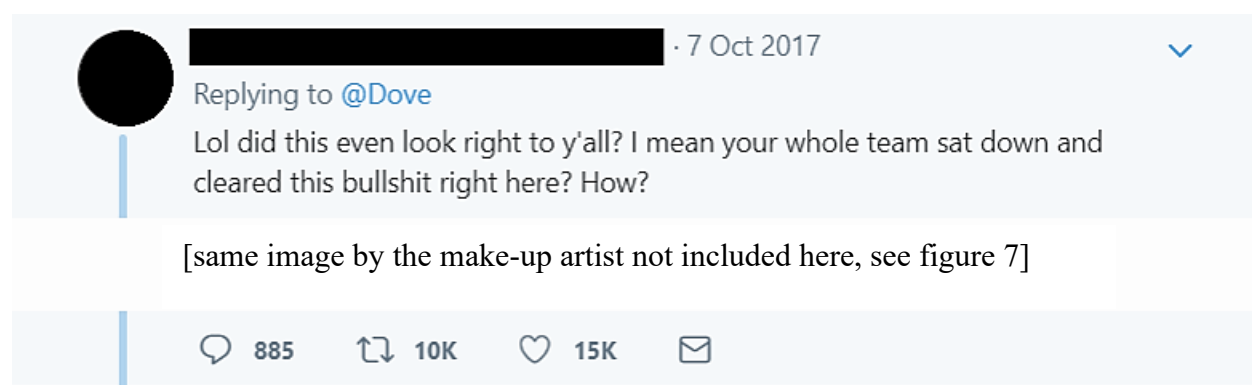 · 7 Oct 2017
Replying to @Dove
Lol did this even look right to y'all? I mean your whole team sat down and
cleared this bullshit right here? How?
[same image by the make-up artist not included here, see figure 7]
885 10K 15K